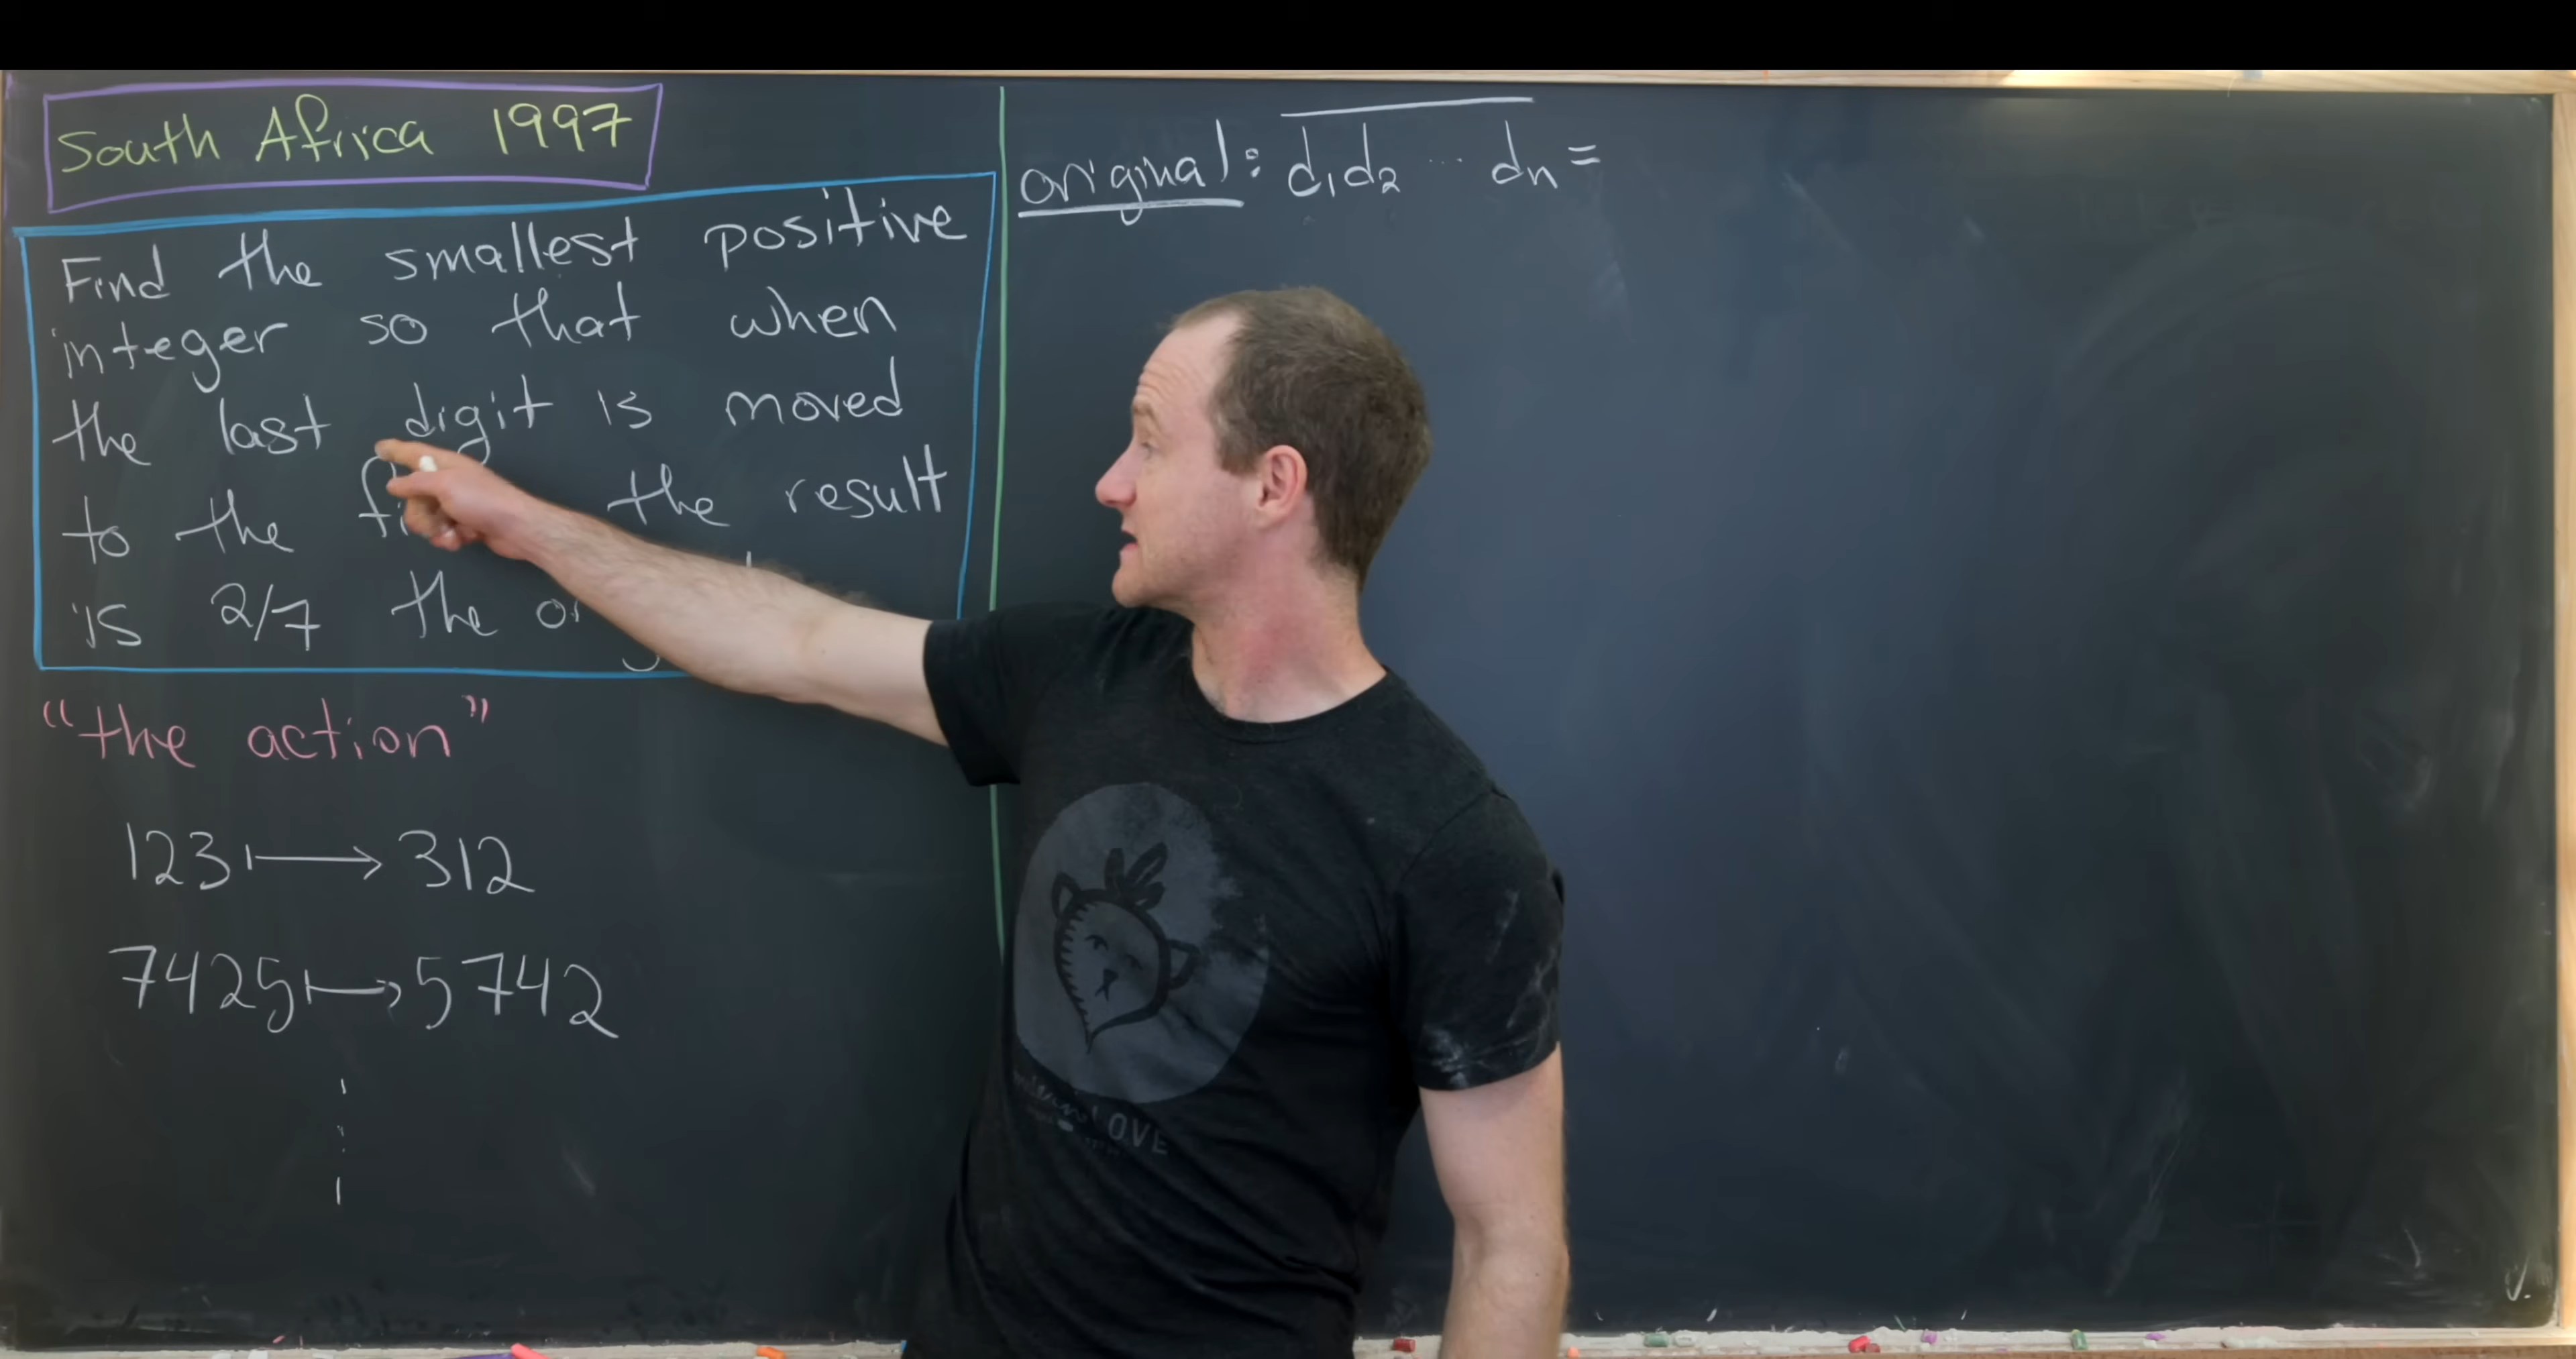 South Africa 1997
Find the smallest positive
integer so that when
the last digit is moved
to the the result
is 2/7 the
"the action"
123 ↦ 312
7425 ↦ 5742
original: d₁d₂ ... dₙ =
LOVE